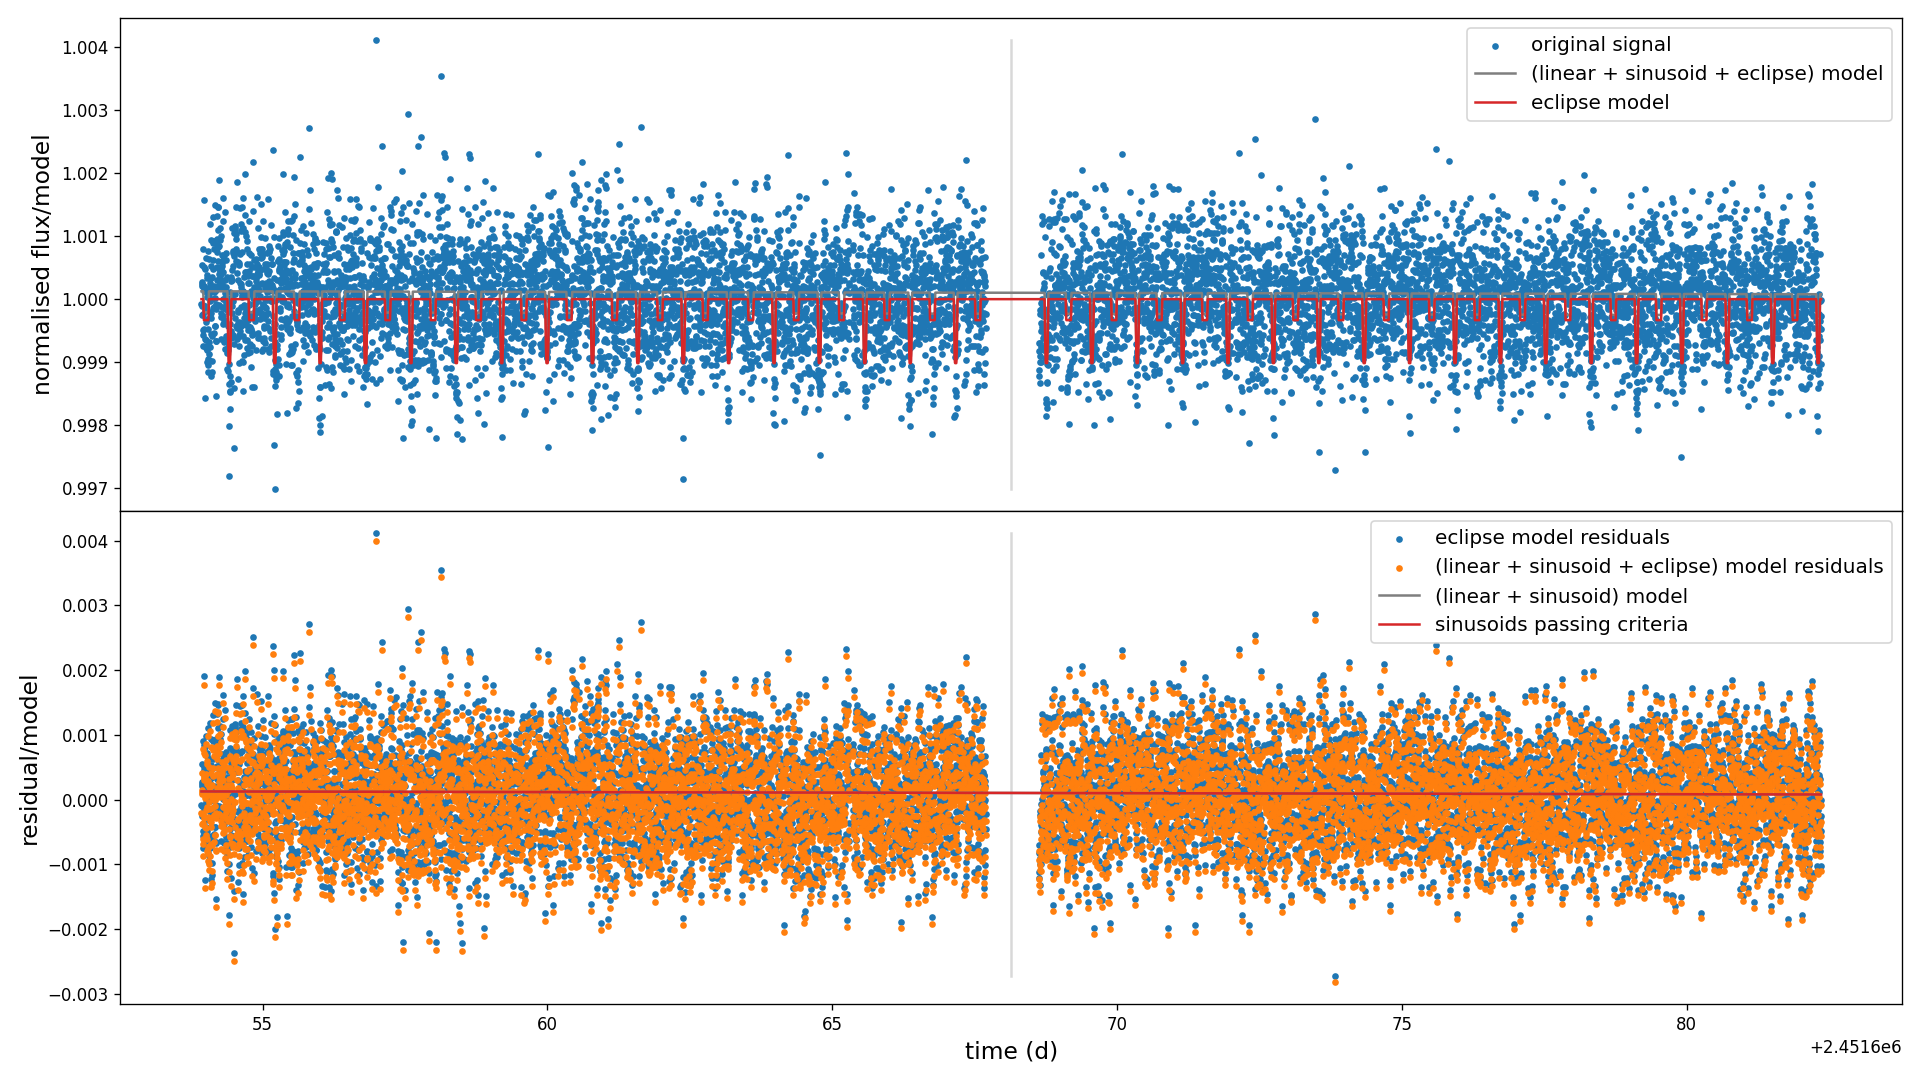 normalised flux/model
1.004
1.003
1.002
1.001
1.000
0.999
0.998
0.997
original signal
(linear + sinusoid + eclipse) model
eclipse model
residual/model
0.004
0.003
0.002
0.001
0.000
−0.001
−0.002
−0.003
eclipse model residuals
(linear + sinusoid + eclipse) model residuals
(linear + sinusoid) model
sinusoids passing criteria
55 60 65 70 75 80
time (d)
+2.4516e6